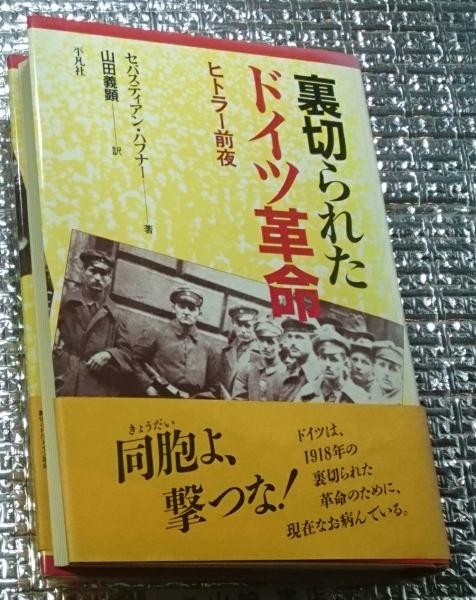 裏切られた
ドイツ革命
ヒトラー前夜
セバスティアン・ハフナー──著
山田義顕──訳
平凡社
きょうだい
同胞よ、
撃つな!
ドイツは、
1918年の
裏切られた
革命のために、
現在なお病んでいる。